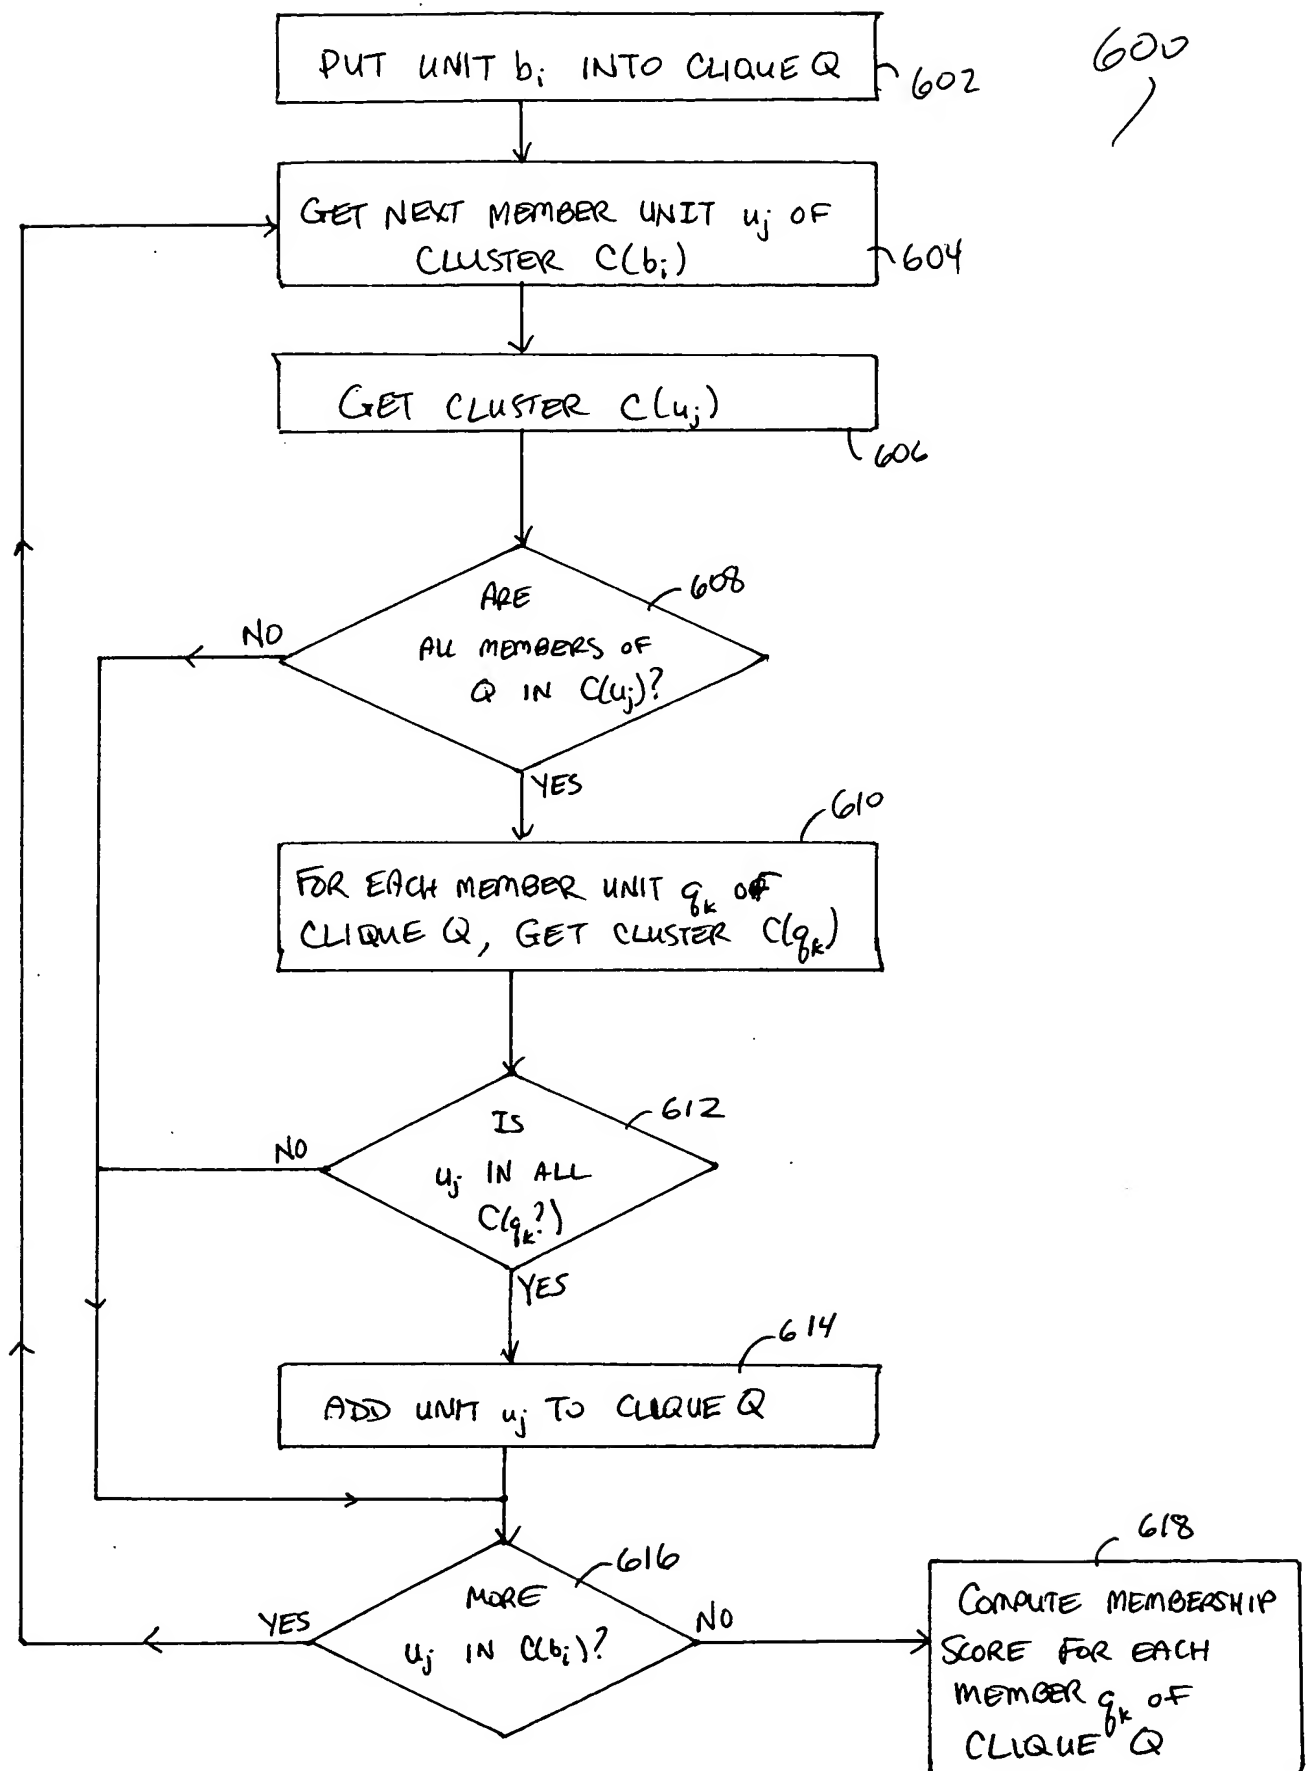 PUT UNIT bi INTO CLIQUE Q
602
600
GET NEXT MEMBER UNIT uj OF
CLUSTER C(bi)
604
GET CLUSTER C(uj)
606
608
ARE
ALL MEMBERS OF
Q IN C(uj)?
NO
YES
610
FOR EACH MEMBER UNIT qk OF
CLIQUE Q, GET CLUSTER C(qk)
612
IS
uj IN ALL
C(qk?)
NO
YES
614
ADD UNIT uj TO CLIQUE Q
616
MORE
uj IN C(bi)?
YES
NO
618
COMPUTE MEMBERSHIP
SCORE FOR EACH
MEMBER qk OF
CLIQUE Q